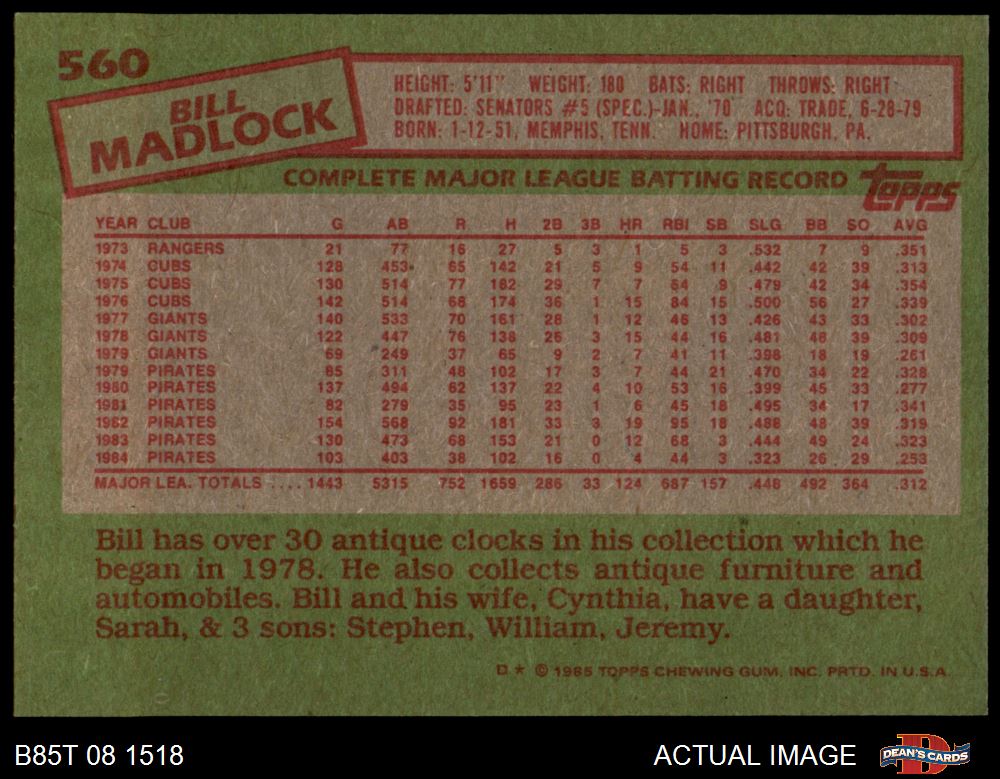 560
BILL
MADLOCK
HEIGHT: 5'11" WEIGHT: 180 BATS: RIGHT THROWS: RIGHT
DRAFTED: SENATORS #5 (SPEC.)-JAN., '70 ACQ: TRADE, 6-28-79
BORN: 1-12-51, MEMPHIS, TENN. HOME: PITTSBURGH, PA.
COMPLETE MAJOR LEAGUE BATTING RECORD
topps
YEAR CLUB G AB R H 2B 3B HR RBI SB SLG BB SO AVG
1973 RANGERS 21 77 16 27 5 3 1 5 3 .532 7 9 .351
1974 CUBS 128 453 65 142 21 5 9 54 11 .442 42 39 .313
1975 CUBS 130 514 77 182 29 7 7 64 9 .479 42 34 .354
1976 CUBS 142 514 68 174 36 1 15 84 15 .500 56 27 .339
1977 GIANTS 140 533 70 161 28 1 12 46 13 .426 43 33 .302
1978 GIANTS 122 447 76 138 26 3 15 44 16 .481 48 39 .309
1979 GIANTS 69 249 37 65 9 2 7 41 11 .398 18 19 .261
1979 PIRATES 85 311 48 102 17 3 7 44 21 .470 34 22 .328
1980 PIRATES 137 494 62 137 22 4 10 53 16 .399 45 33 .277
1981 PIRATES 82 279 35 95 23 1 6 45 18 .495 34 17 .341
1982 PIRATES 154 568 92 181 33 3 19 95 18 .488 48 39 .319
1983 PIRATES 130 473 68 153 21 0 12 68 3 .444 49 24 .323
1984 PIRATES 103 403 38 102 16 0 4 44 3 .323 26 29 .253
MAJOR LEA. TOTALS .... 1443 5315 752 1659 286 33 124 687 157 .448 492 364 .312
Bill has over 30 antique clocks in his collection which he
began in 1978. He also collects antique furniture and
automobiles. Bill and his wife, Cynthia, have a daughter,
Sarah, & 3 sons: Stephen, William, Jeremy.
D * © 1985 TOPPS CHEWING GUM, INC. PRTD. IN U.S.A.
B85T 08 1518
ACTUAL IMAGE
DEAN'S CARDS